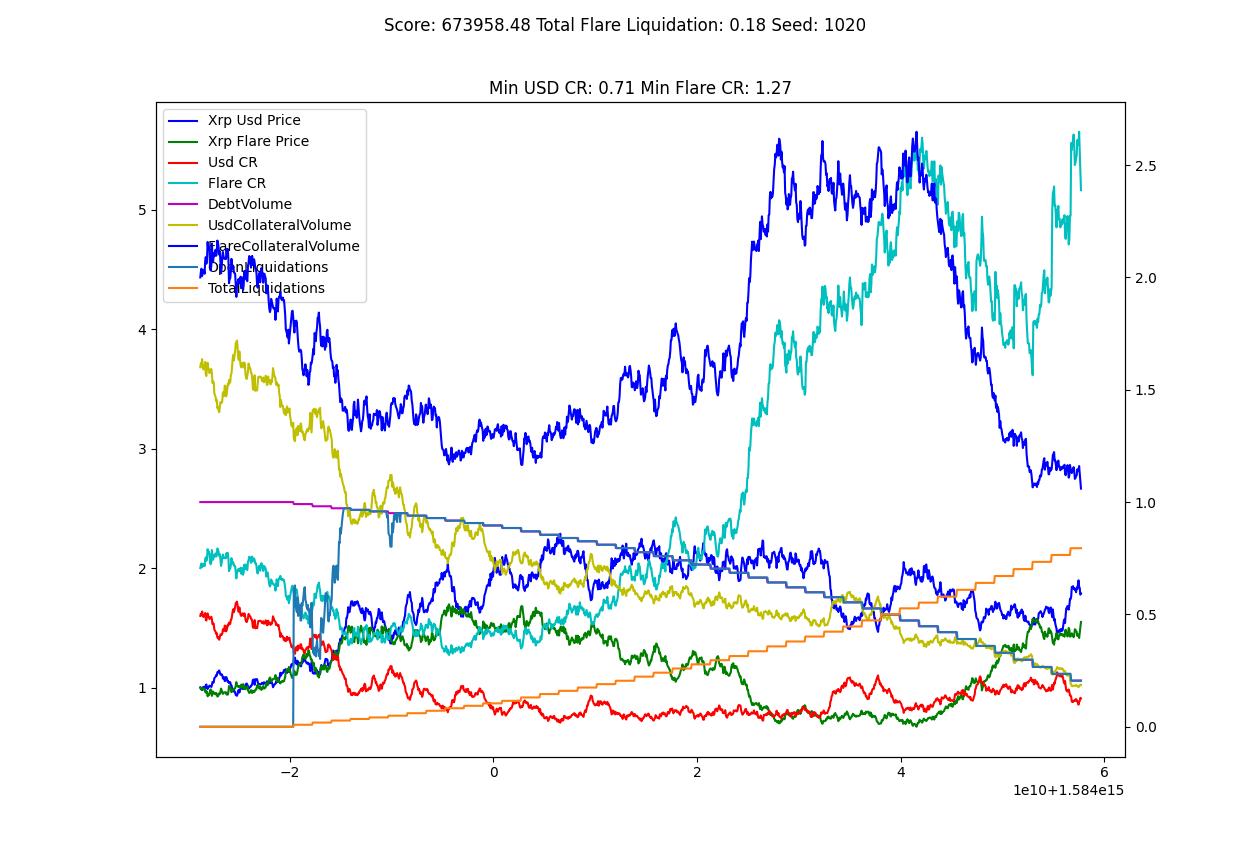 Score: 673958.48 Total Flare Liquidation: 0.18 Seed: 1020
Min USD CR: 0.71 Min Flare CR: 1.27
Xrp Usd Price
Xrp Flare Price
Usd CR
Flare CR
DebtVolume
UsdCollateralVolume
FlareCollateralVolume
OpenLiquidations
TotalLiquidations
5
4
3
2
1
2.5
2.0
1.5
1.0
0.5
0.0
−2 0 2 4 6
1e10+1.584e15